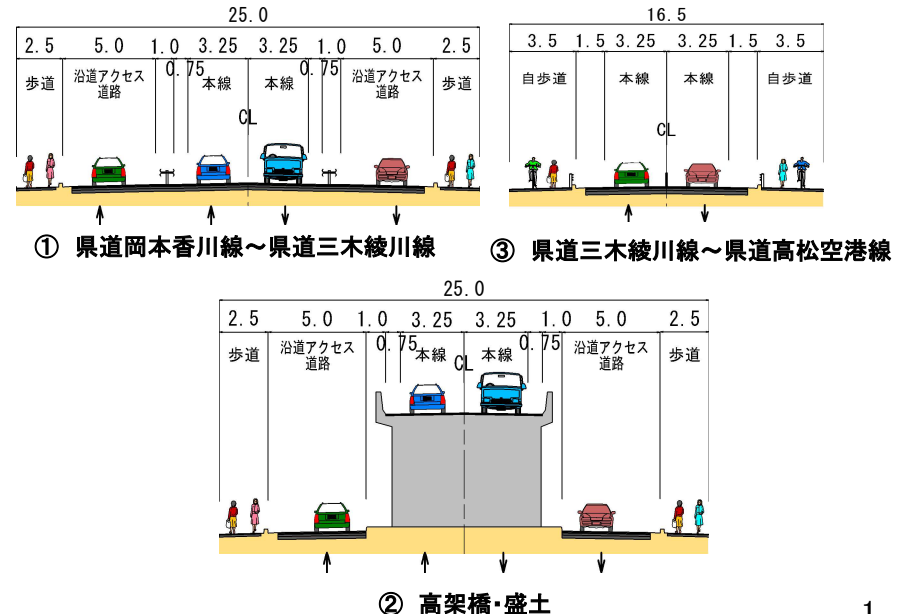 25.0
2.5 5.0 1.0 3.25 3.25 1.0 5.0 2.5
0.75 0.75
歩道 沿道アクセス道路 本線 本線 沿道アクセス道路 歩道
CL
① 県道岡本香川線～県道三木綾川線
16.5
3.5 1.5 3.25 3.25 1.5 3.5
自歩道 本線 本線 自歩道
CL
③ 県道三木綾川線～県道高松空港線
25.0
2.5 5.0 1.0 3.25 3.25 1.0 5.0 2.5
0.75 0.75
歩道 沿道アクセス道路 本線 本線 沿道アクセス道路 歩道
CL
② 高架橋・盛土
1